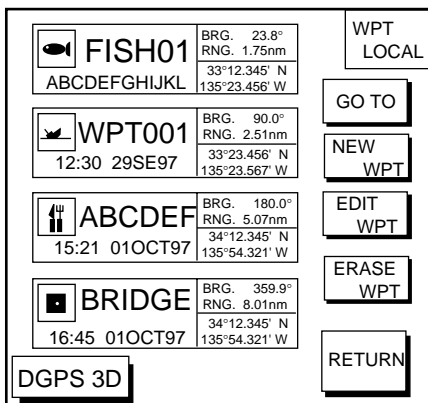 FISH01
ABCDEFGHIJKL
BRG. 23.8°
RNG. 1.75nm
33°12.345' N
135°23.456' W
WPT001
12:30 29SE97
BRG. 90.0°
RNG. 2.51nm
33°23.456' N
135°23.567' W
ABCDEF
15:21 01OCT97
BRG. 180.0°
RNG. 5.07nm
34°12.345' N
135°54.321' W
BRIDGE
16:45 01OCT97
BRG. 359.9°
RNG. 8.01nm
34°12.345' N
135°54.321' W
DGPS 3D
WPT
LOCAL
GO TO
NEW
WPT
EDIT
WPT
ERASE
WPT
RETURN